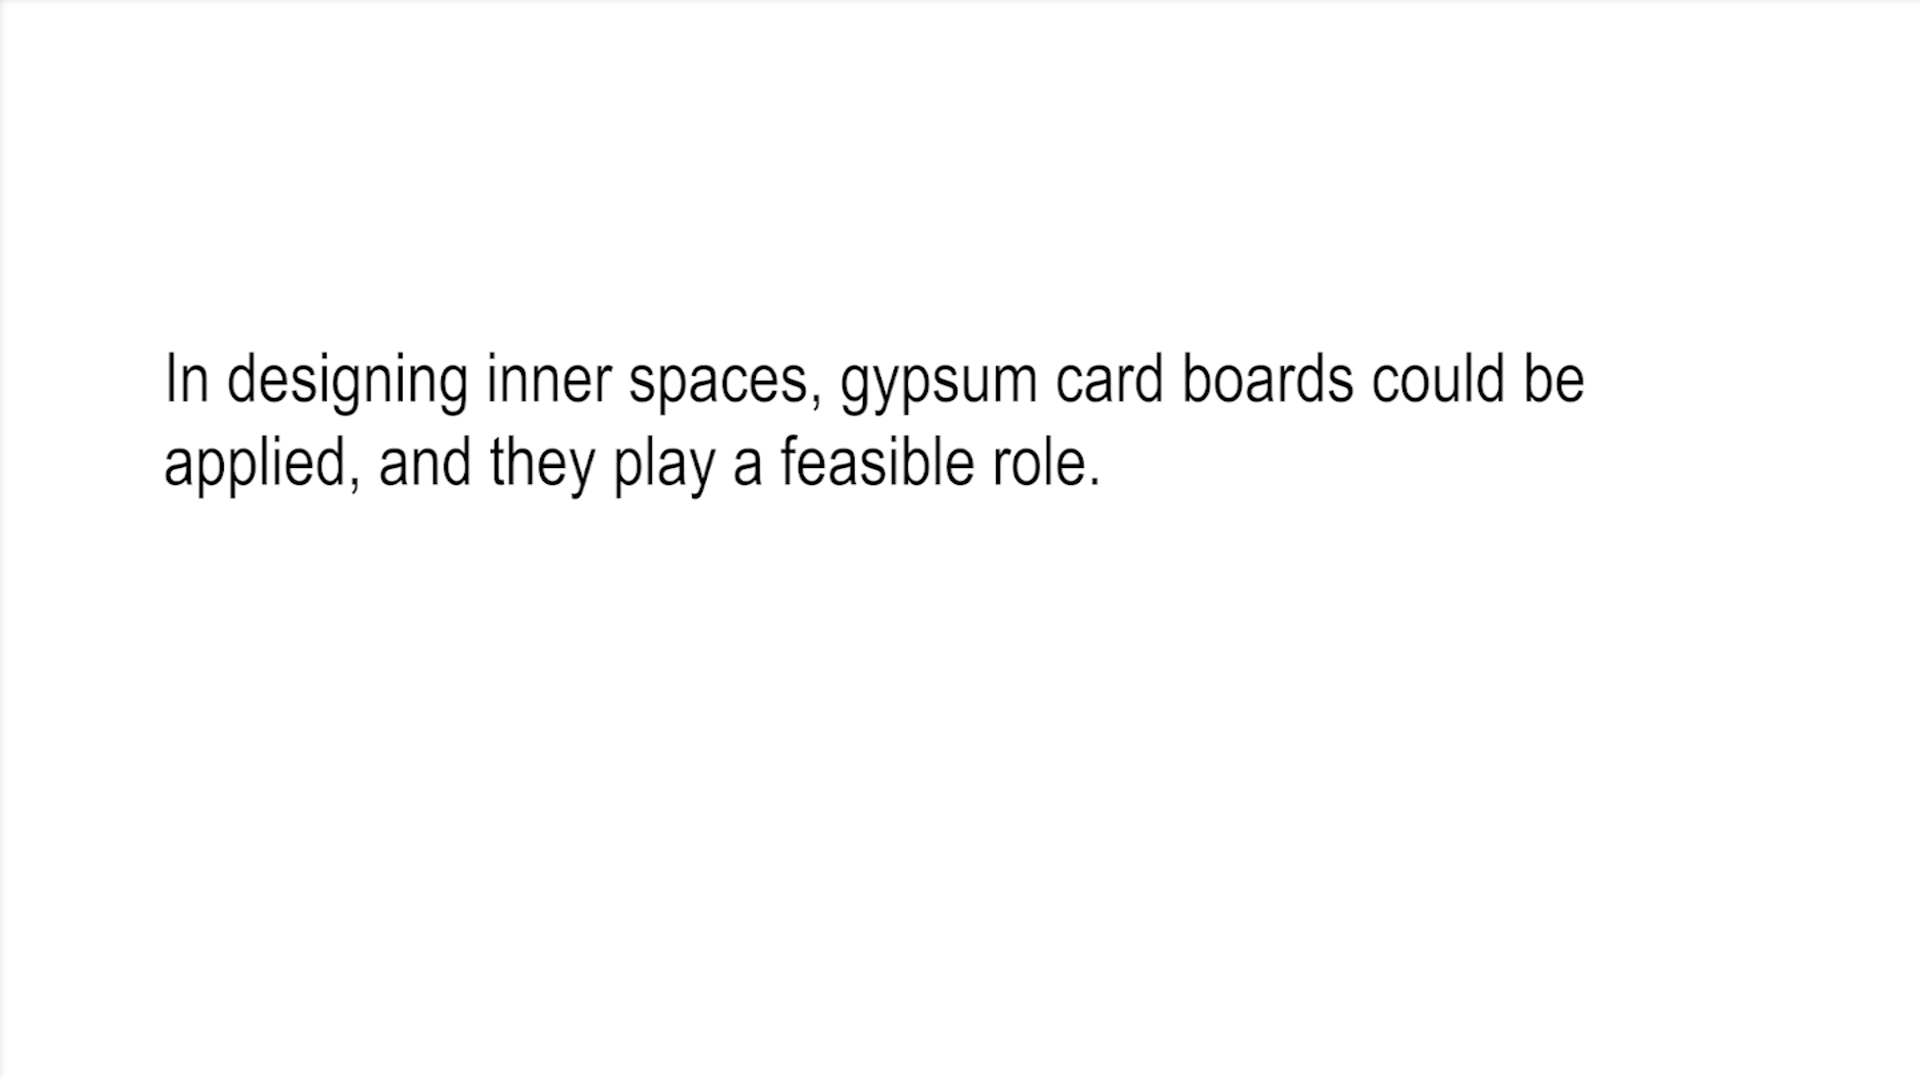 In designing inner spaces, gypsum card boards could be
applied, and they play a feasible role.